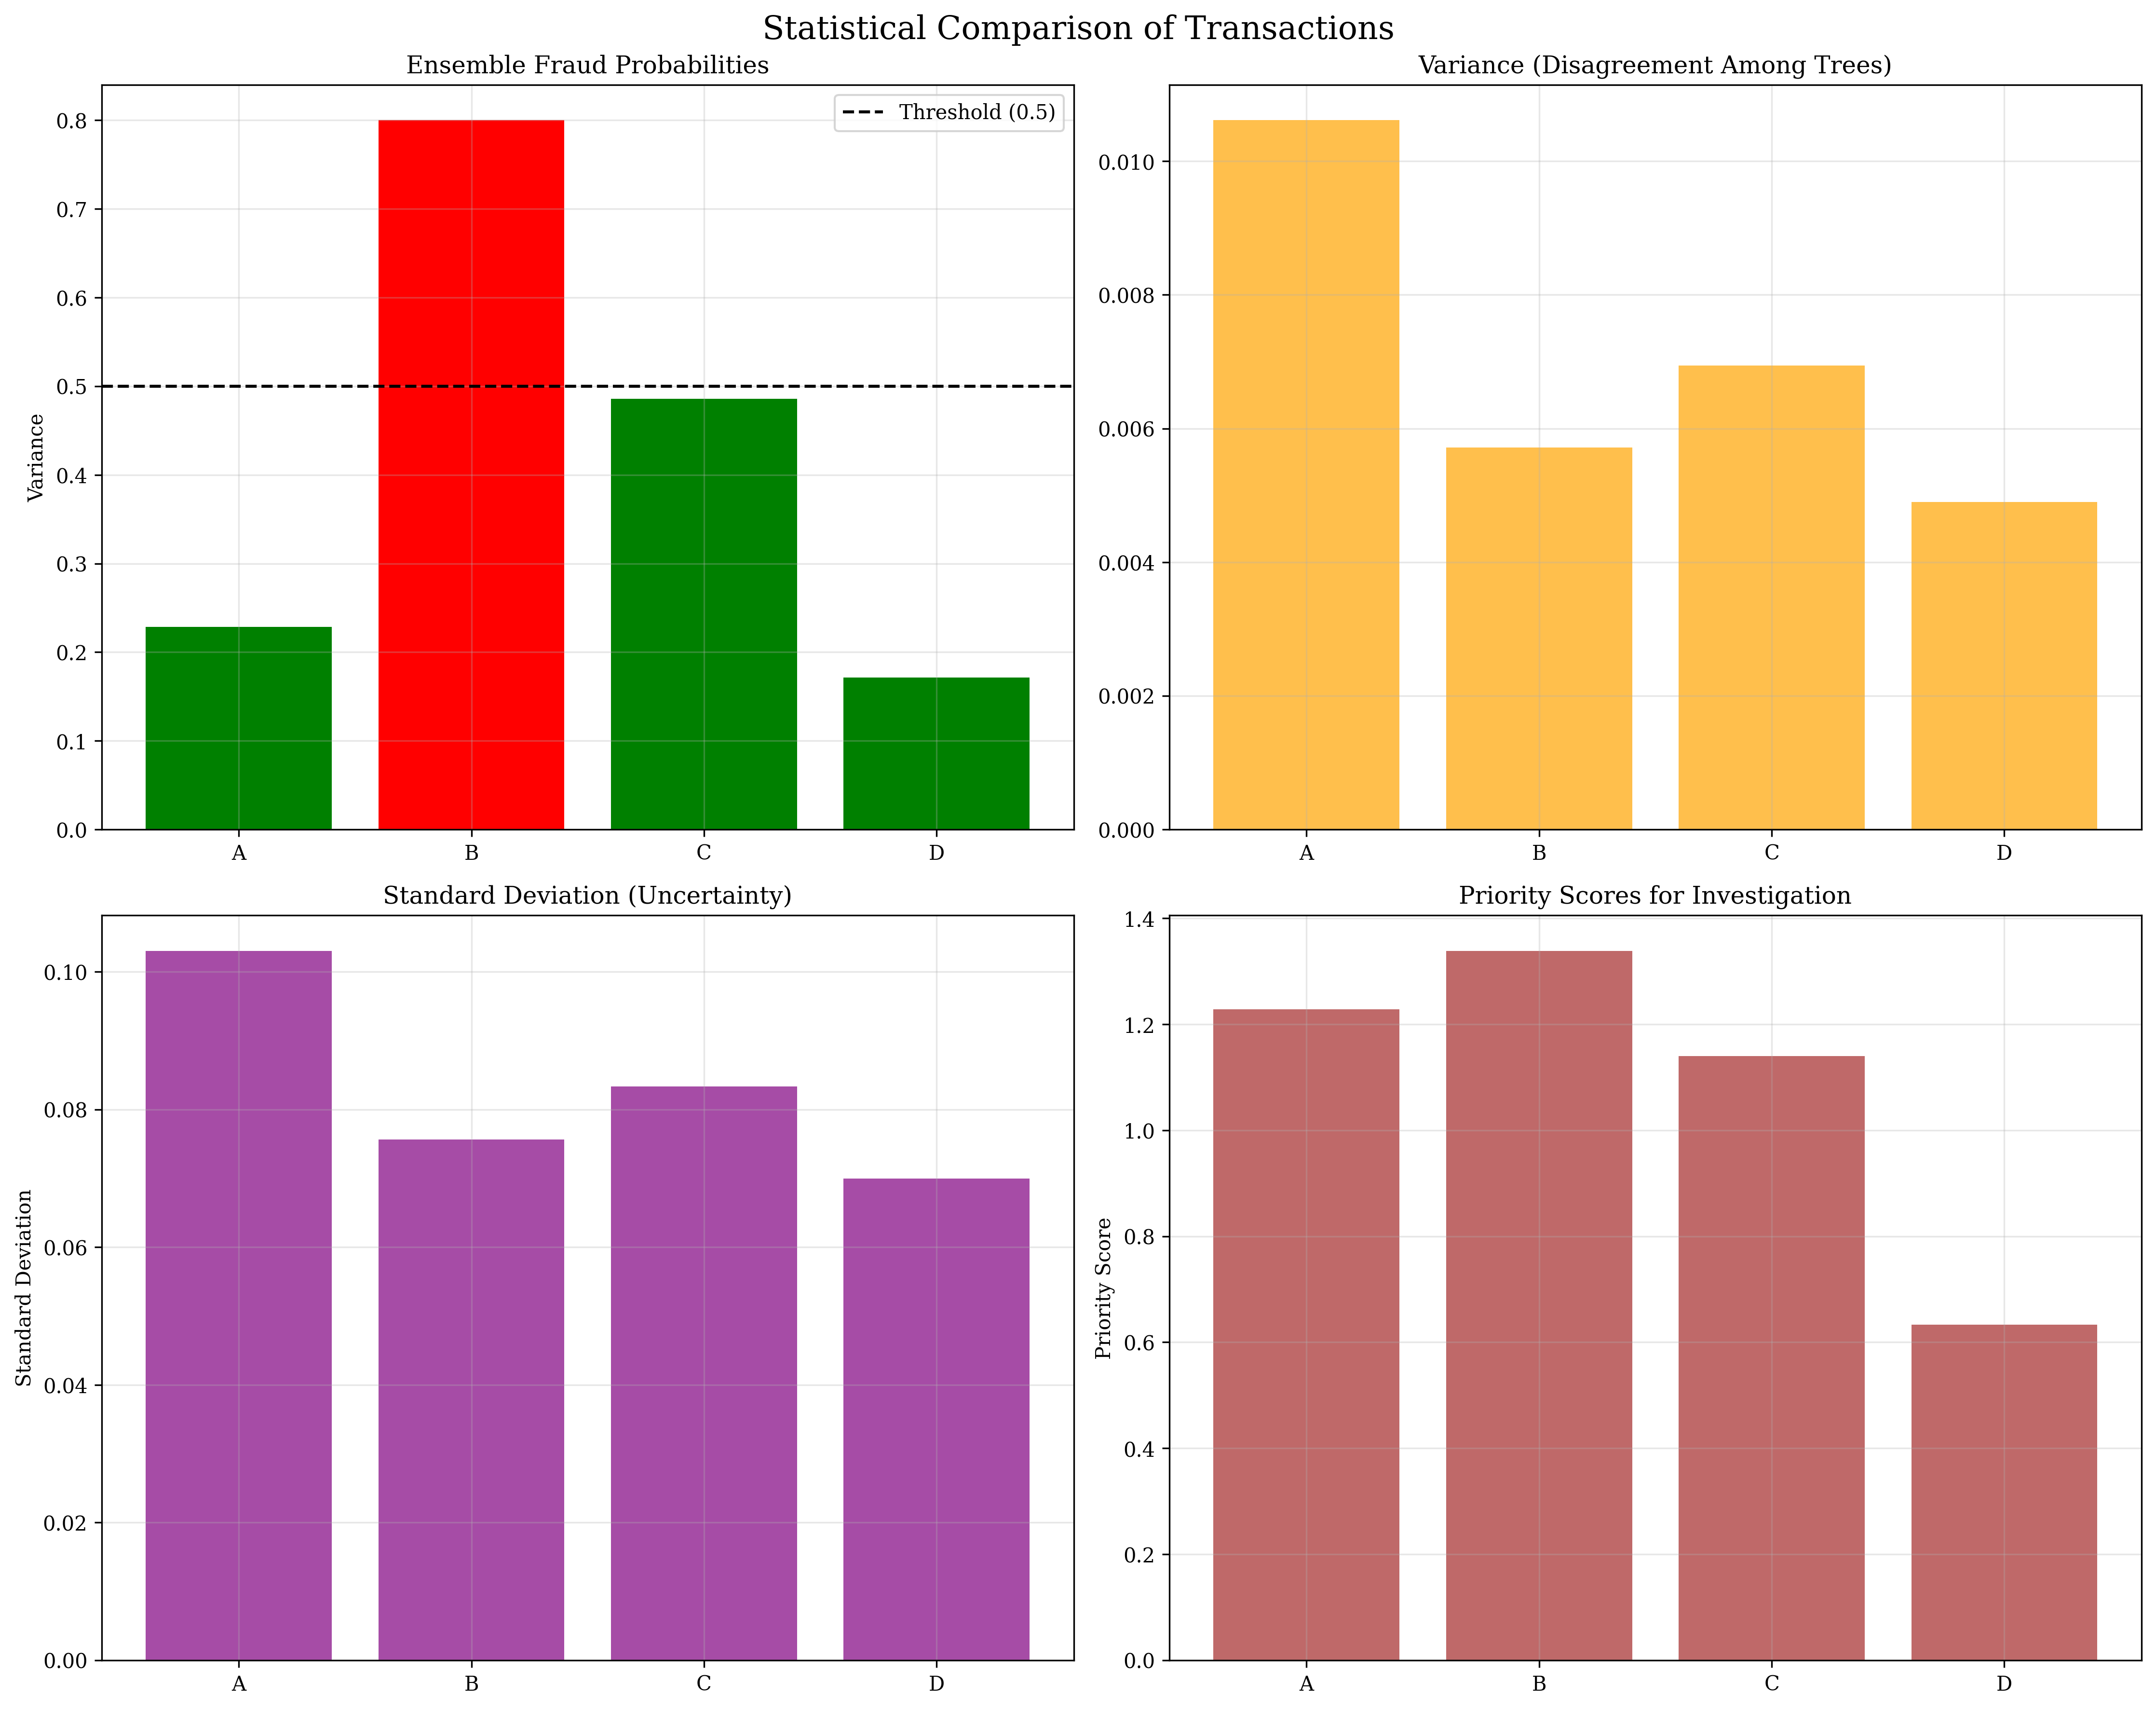 Statistical Comparison of Transactions
Ensemble Fraud Probabilities
Threshold (0.5)
Variance
0.8
0.7
0.6
0.5
0.4
0.3
0.2
0.1
0.0
A B C D
Variance (Disagreement Among Trees)
0.010
0.008
0.006
0.004
0.002
0.000
A B C D
Standard Deviation (Uncertainty)
Standard Deviation
0.10
0.08
0.06
0.04
0.02
0.00
A B C D
Priority Scores for Investigation
Priority Score
1.4
1.2
1.0
0.8
0.6
0.4
0.2
0.0
A B C D